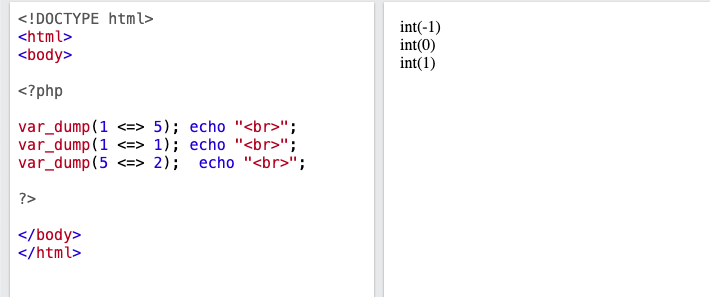 <!DOCTYPE html>
<html>
<body>
<?php
var_dump(1 <=> 5); echo "<br>";
var_dump(1 <=> 1); echo "<br>";
var_dump(5 <=> 2);  echo "<br>";
?>
</body>
</html>
int(-1)
int(0)
int(1)